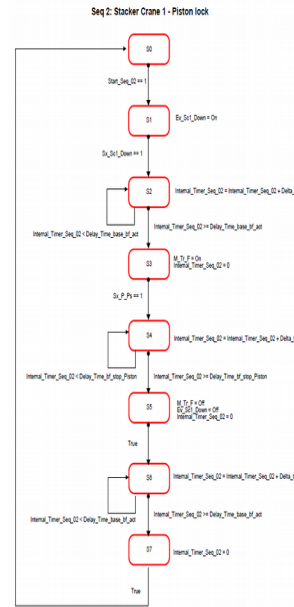 Seq 2: Stacker Crane 1 - Piston lock
S0
Start_Seq_02 == 1
S1
Ev_Sc1_Down = On
Sx_Sc1_Down == 1
S2
Internal_Timer_Seq_02 = Internal_Timer_Seq_02 + Delta_
Internal_Timer_Seq_02 < Delay_Time_base_bf_act
Internal_Timer_Seq_02 >= Delay_Time_base_bf_act
S3
M_Tr_F = On
Internal_Timer_Seq_02 = 0
Sx_P_Ps == 1
S4
Internal_Timer_Seq_02 = Internal_Timer_Seq_02 + Delta_
Internal_Timer_Seq_02 < Delay_Time_bf_stop_Piston
Internal_Timer_Seq_02 >= Delay_Time_bf_stop_Piston
S5
M_Tr_F = Off
Ev_Sc1_Down = Off
Internal_Timer_Seq_02 = 0
True
S6
Internal_Timer_Seq_02 = Internal_Timer_Seq_02 + Delta_
Internal_Timer_Seq_02 < Delay_Time_base_bf_act
Internal_Timer_Seq_02 >= Delay_Time_base_bf_act
S7
Internal_Timer_Seq_02 = 0
True